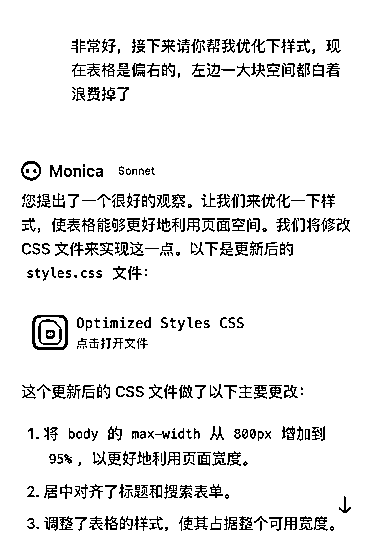 非常好，接下来请你帮我优化下样式，现
在表格是偏右的，左边一大块空间都白着
浪费掉了
Monica Sonnet
您提出了一个很好的观察。让我们来优化一下样
式，使表格能够更好地利用页面空间。我们将修改
CSS 文件来实现这一点。以下是更新后的
styles.css 文件：
Optimized Styles CSS
点击打开文件
这个更新后的 CSS 文件做了以下主要更改：
1. 将 body 的 max-width 从 800px 增加到
95%，以更好地利用页面宽度。
2. 居中对齐了标题和搜索表单。
3. 调整了表格的样式，使其占据整个可用宽度。